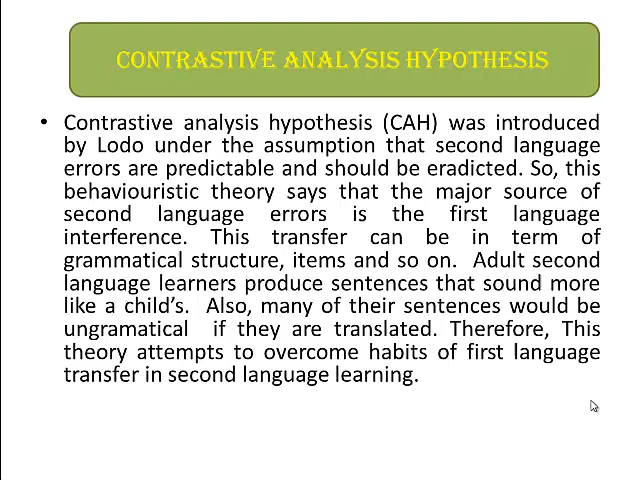 CONTRASTIVE ANALYSIS HYPOTHESIS
• Contrastive analysis hypothesis (CAH) was introduced
by Lodo under the assumption that second language
errors are predictable and should be eradicted. So, this
behaviouristic theory says that the major source of
second language errors is the first language
interference. This transfer can be in term of
grammatical structure, items and so on. Adult second
language learners produce sentences that sound more
like a child’s. Also, many of their sentences would be
ungramatical if they are translated. Therefore, This
theory attempts to overcome habits of first language
transfer in second language learning.